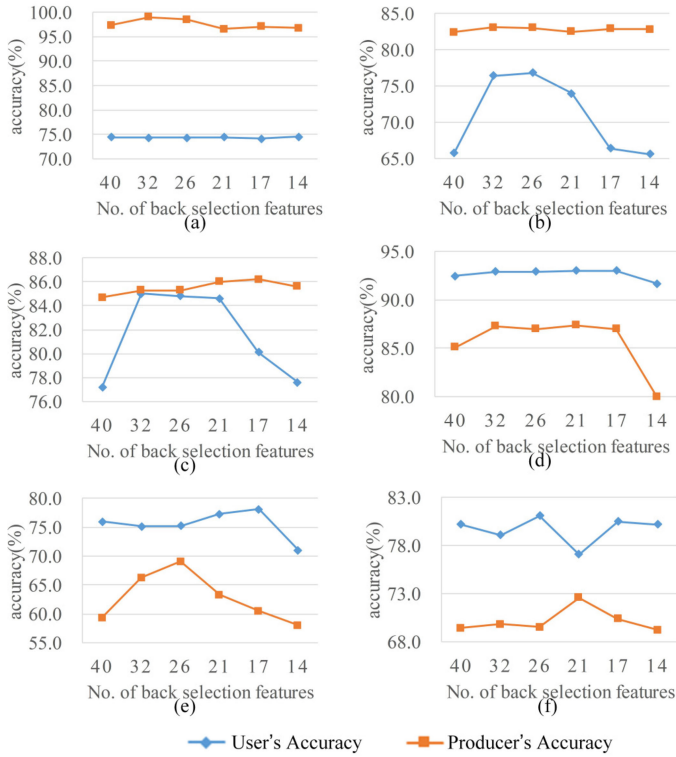 accuracy(%)
100.0
95.0
90.0
85.0
80.0
75.0
70.0
40 32 26 21 17 14
No. of back selection features
(a)
accuracy(%)
85.0
80.0
75.0
70.0
65.0
40 32 26 21 17 14
No. of back selection features
(b)
accuracy(%)
88.0
86.0
84.0
82.0
80.0
78.0
76.0
40 32 26 21 17 14
No. of back selection features
(c)
accuracy(%)
95.0
90.0
85.0
80.0
40 32 26 21 17 14
No. of back selection features
(d)
accuracy(%)
80.0
75.0
70.0
65.0
60.0
55.0
40 32 26 21 17 14
No. of back selection features
(e)
accuracy(%)
83.0
78.0
73.0
68.0
40 32 26 21 17 14
No. of back selection features
(f)
User's Accuracy
Producer's Accuracy